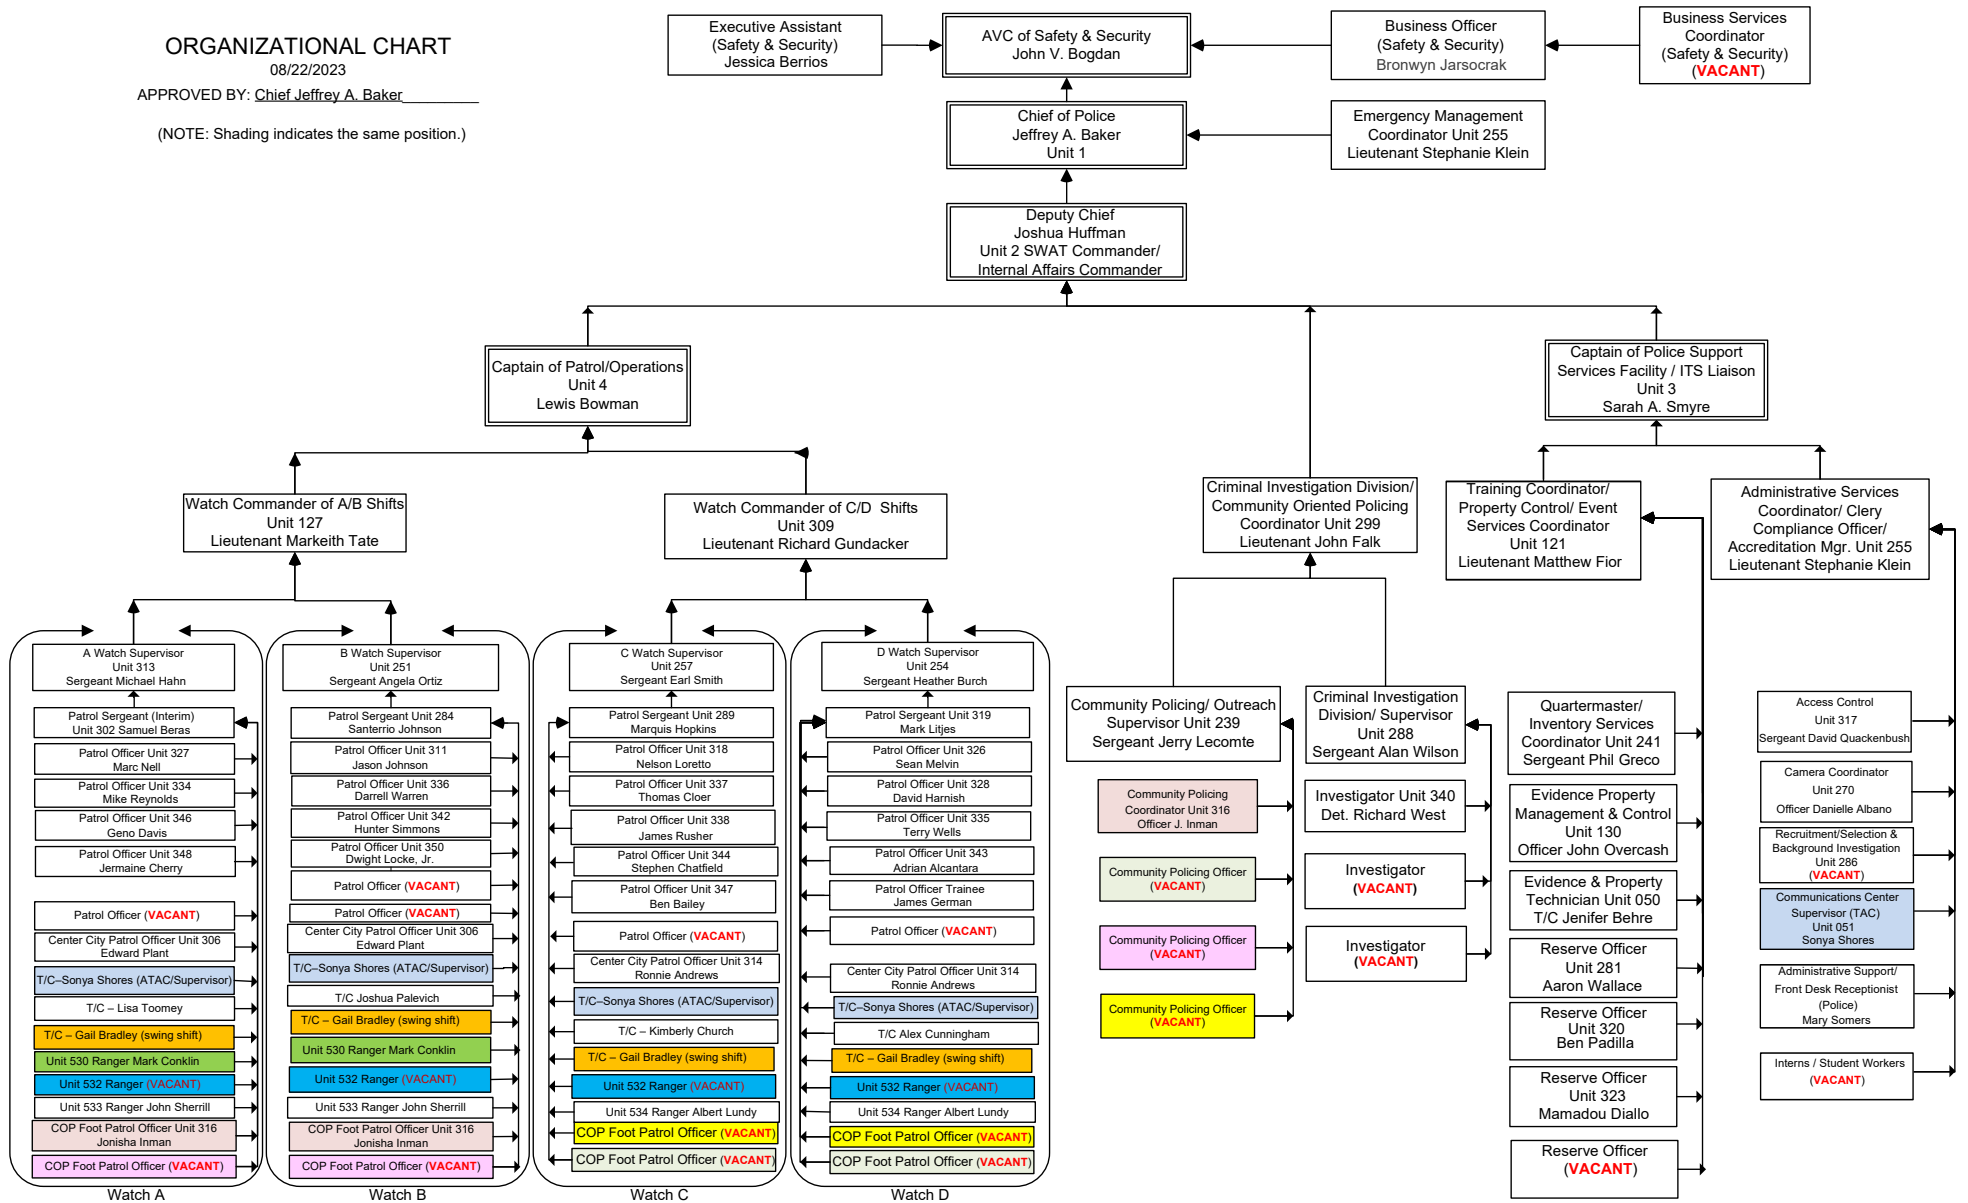 ORGANIZATIONAL CHART
08/22/2023
APPROVED BY: Chief Jeffrey A. Baker_________
(NOTE: Shading indicates the same position.)
Executive Assistant
(Safety & Security)
Jessica Berrios
AVC of Safety & Security
John V. Bogdan
Business Officer
(Safety & Security)
Bronwyn Jarsocrak
Business Services
Coordinator
(Safety & Security)
(VACANT)
Chief of Police
Jeffrey A. Baker
Unit 1
Emergency Management
Coordinator Unit 255
Lieutenant Stephanie Klein
Deputy Chief
Joshua Huffman
Unit 2 SWAT Commander/
Internal Affairs Commander
Captain of Patrol/Operations
Unit 4
Lewis Bowman
Captain of Police Support
Services Facility / ITS Liaison
Unit 3
Sarah A. Smyre
Watch Commander of A/B Shifts
Unit 127
Lieutenant Markeith Tate
Watch Commander of C/D  Shifts
Unit 309
Lieutenant Richard Gundacker
Criminal Investigation Division/
Community Oriented Policing
Coordinator Unit 299
Lieutenant John Falk
Training Coordinator/
Property Control/ Event
Services Coordinator
Unit 121
Lieutenant Matthew Fior
Administrative Services
Coordinator/ Clery
Compliance Officer/
Accreditation Mgr. Unit 255
Lieutenant Stephanie Klein
A Watch Supervisor
Unit 313
Sergeant Michael Hahn
Patrol Sergeant (Interim)
Unit 302 Samuel Beras
Patrol Officer Unit 327
Marc Nell
Patrol Officer Unit 334
Mike Reynolds
Patrol Officer Unit 346
Geno Davis
Patrol Officer Unit 348
Jermaine Cherry
Patrol Officer (VACANT)
Center City Patrol Officer Unit 306
Edward Plant
T/C–Sonya Shores (ATAC/Supervisor)
T/C – Lisa Toomey
T/C – Gail Bradley (swing shift)
Unit 530 Ranger Mark Conklin
Unit 532 Ranger (VACANT)
Unit 533 Ranger John Sherrill
COP Foot Patrol Officer Unit 316
Jonisha Inman
COP Foot Patrol Officer (VACANT)
Watch A
B Watch Supervisor
Unit 251
Sergeant Angela Ortiz
Patrol Sergeant Unit 284
Santerrio Johnson
Patrol Officer Unit 311
Jason Johnson
Patrol Officer Unit 336
Darrell Warren
Patrol Officer Unit 342
Hunter Simmons
Patrol Officer Unit 350
Dwight Locke, Jr.
Patrol Officer (VACANT)
Patrol Officer (VACANT)
Center City Patrol Officer Unit 306
Edward Plant
T/C–Sonya Shores (ATAC/Supervisor)
T/C Joshua Palevich
T/C – Gail Bradley (swing shift)
Unit 530 Ranger Mark Conklin
Unit 532 Ranger (VACANT)
Unit 533 Ranger John Sherrill
COP Foot Patrol Officer Unit 316
Jonisha Inman
COP Foot Patrol Officer (VACANT)
Watch B
C Watch Supervisor
Unit 257
Sergeant Earl Smith
Patrol Sergeant Unit 289
Marquis Hopkins
Patrol Officer Unit 318
Nelson Loretto
Patrol Officer Unit 337
Thomas Cloer
Patrol Officer Unit 338
James Rusher
Patrol Officer Unit 344
Stephen Chatfield
Patrol Officer Unit 347
Ben Bailey
Patrol Officer (VACANT)
Center City Patrol Officer Unit 314
Ronnie Andrews
T/C–Sonya Shores (ATAC/Supervisor)
T/C – Kimberly Church
T/C – Gail Bradley (swing shift)
Unit 532 Ranger (VACANT)
Unit 534 Ranger Albert Lundy
COP Foot Patrol Officer (VACANT)
COP Foot Patrol Officer (VACANT)
Watch C
D Watch Supervisor
Unit 254
Sergeant Heather Burch
Patrol Sergeant Unit 319
Mark Litjes
Patrol Officer Unit 326
Sean Melvin
Patrol Officer Unit 328
David Harnish
Patrol Officer Unit 335
Terry Wells
Patrol Officer Unit 343
Adrian Alcantara
Patrol Officer Trainee
James German
Patrol Officer (VACANT)
Center City Patrol Officer Unit 314
Ronnie Andrews
T/C–Sonya Shores (ATAC/Supervisor)
T/C Alex Cunningham
T/C – Gail Bradley (swing shift)
Unit 532 Ranger (VACANT)
Unit 534 Ranger Albert Lundy
COP Foot Patrol Officer (VACANT)
COP Foot Patrol Officer (VACANT)
Watch D
Community Policing/ Outreach
Supervisor Unit 239
Sergeant Jerry Lecomte
Community Policing
Coordinator Unit 316
Officer J. Inman
Community Policing Officer
(VACANT)
Community Policing Officer
(VACANT)
Community Policing Officer
(VACANT)
Criminal Investigation
Division/ Supervisor
Unit 288
Sergeant Alan Wilson
Investigator Unit 340
Det. Richard West
Investigator
(VACANT)
Investigator
(VACANT)
Quartermaster/
Inventory Services
Coordinator Unit 241
Sergeant Phil Greco
Evidence Property
Management & Control
Unit 130
Officer John Overcash
Evidence & Property
Technician Unit 050
T/C Jenifer Behre
Reserve Officer
Unit 281
Aaron Wallace
Reserve Officer
Unit 320
Ben Padilla
Reserve Officer
Unit 323
Mamadou Diallo
Reserve Officer
(VACANT)
Access Control
Unit 317
Sergeant David Quackenbush
Camera Coordinator
Unit 270
Officer Danielle Albano
Recruitment/Selection &
Background Investigation
Unit 286
(VACANT)
Communications Center
Supervisor (TAC)
Unit 051
Sonya Shores
Administrative Support/
Front Desk Receptionist
(Police)
Mary Somers
Interns / Student Workers
(VACANT)